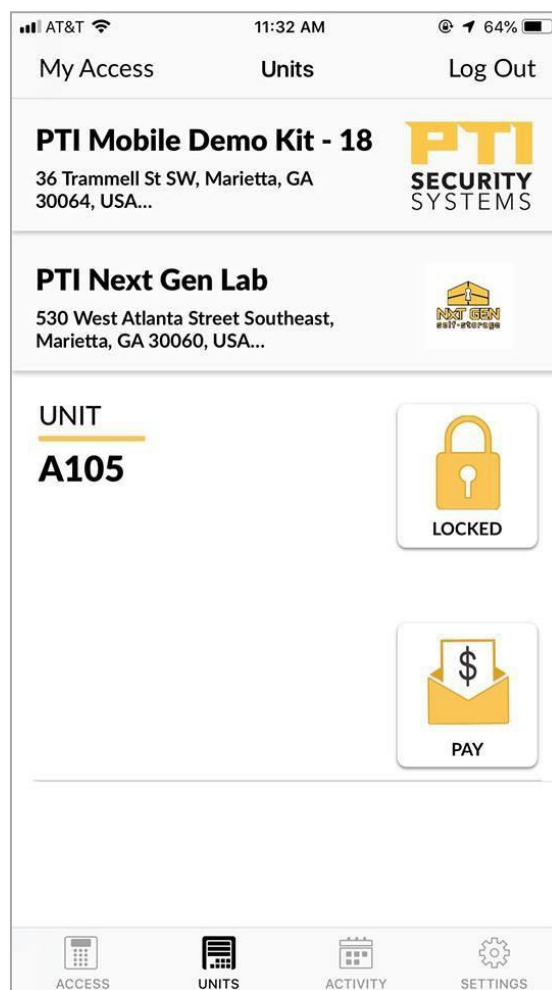 AT&T 11:32 AM 64%
My Access Units Log Out
PTI Mobile Demo Kit - 18
36 Trammell St SW, Marietta, GA
30064, USA...
PTI
SECURITY
SYSTEMS
PTI Next Gen Lab
530 West Atlanta Street Southeast,
Marietta, GA 30060, USA...
NXT GEN
self-storage
UNIT
A105
LOCKED
$
PAY
ACCESS UNITS ACTIVITY SETTINGS